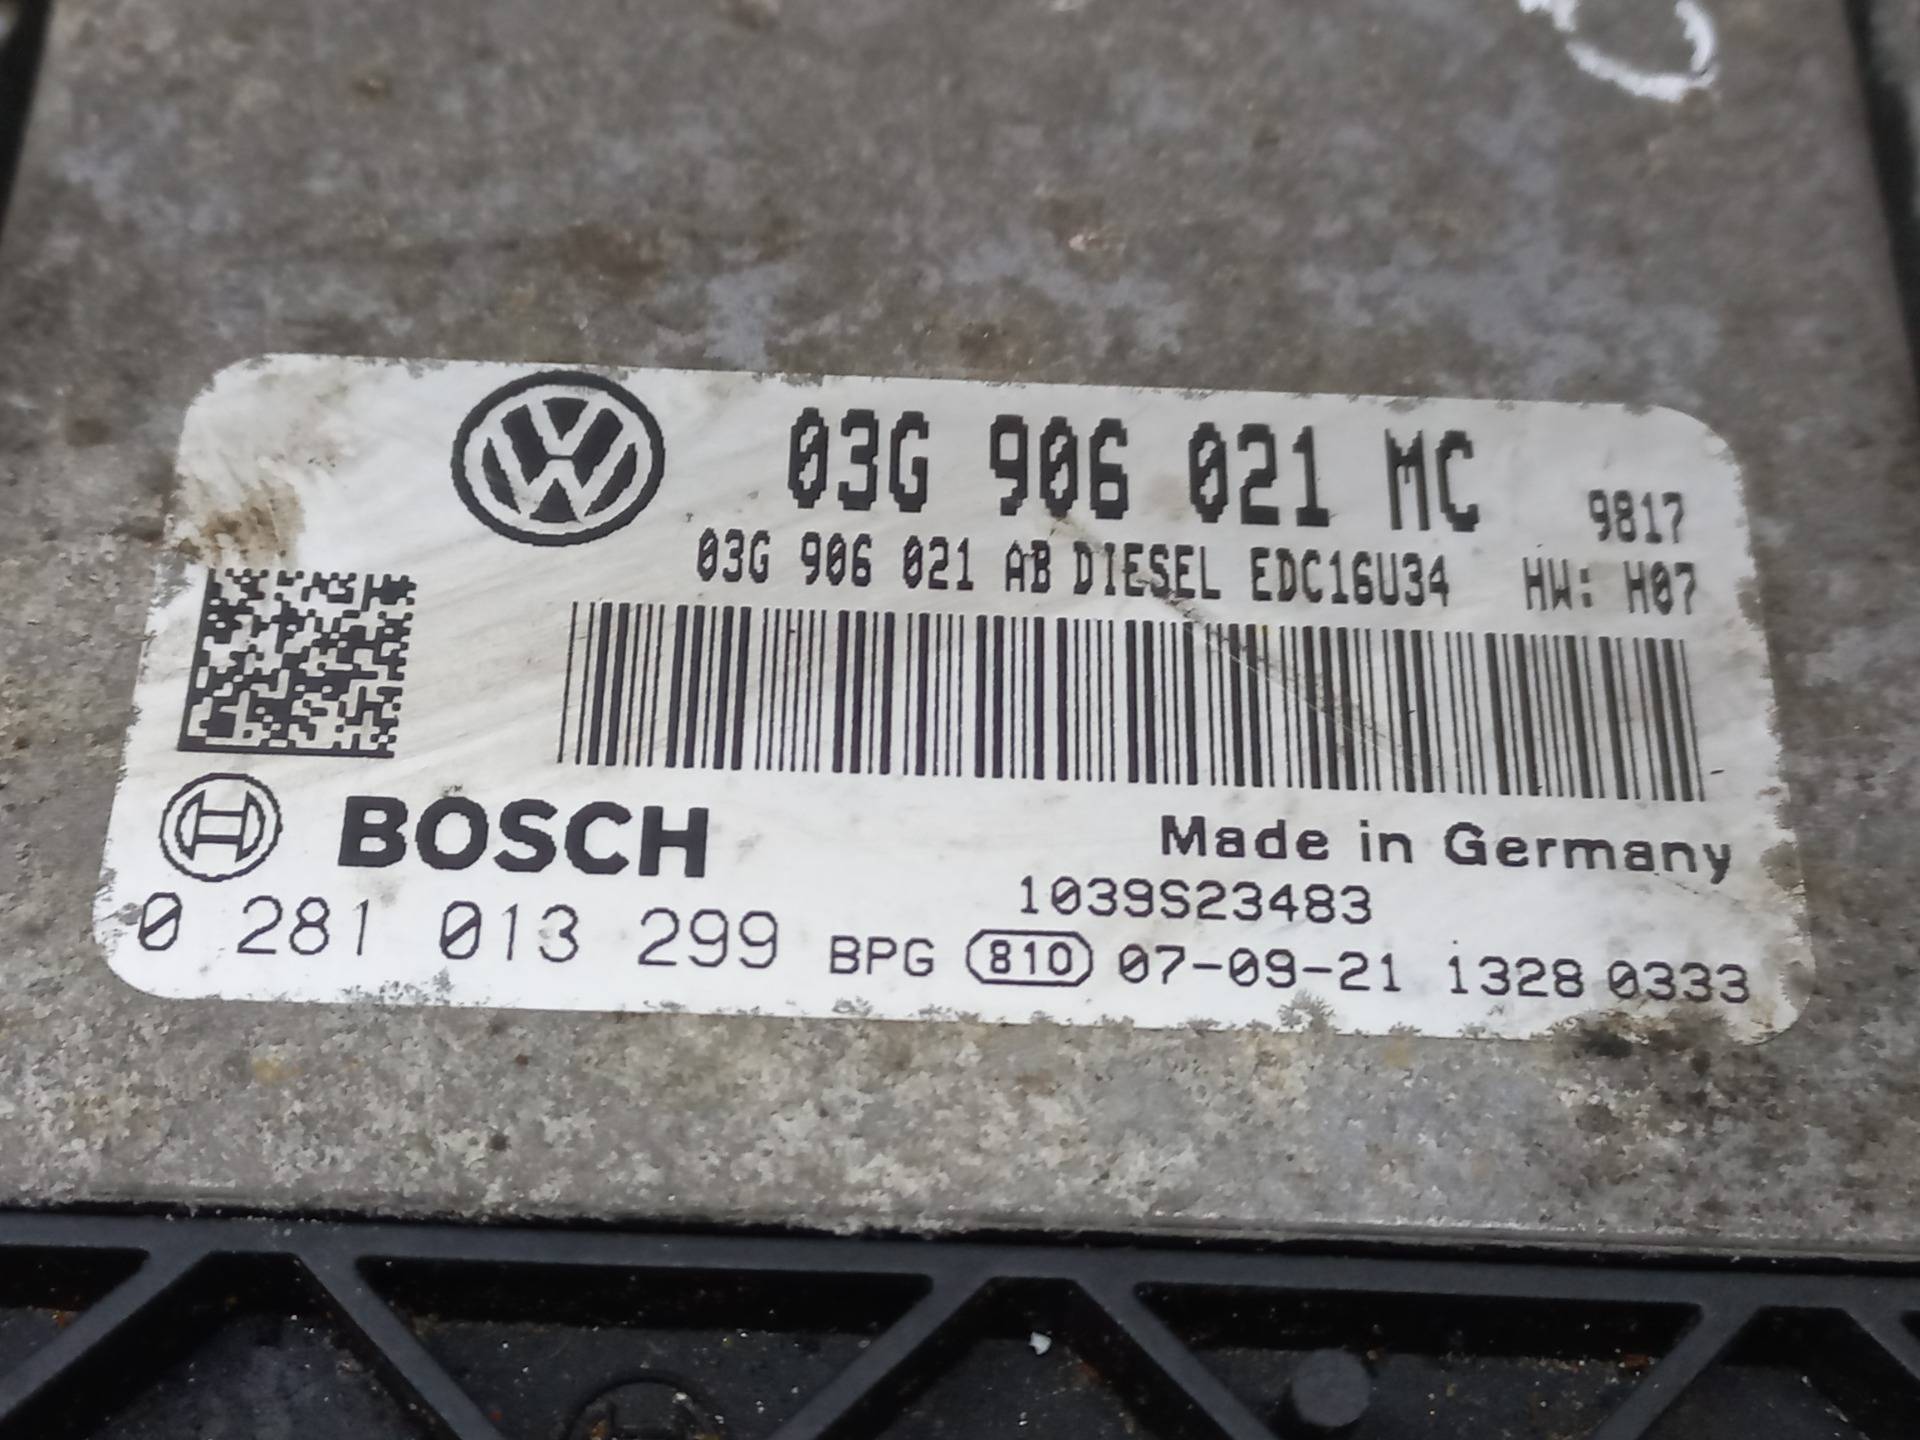 03G 906 021 MC 9817
03G 906 021 AB DIESEL EDC16U34 HW: H07
BOSCH
Made in Germany
1039S23483
0 281 013 299 BPG 810 07-09-21 1328 0333